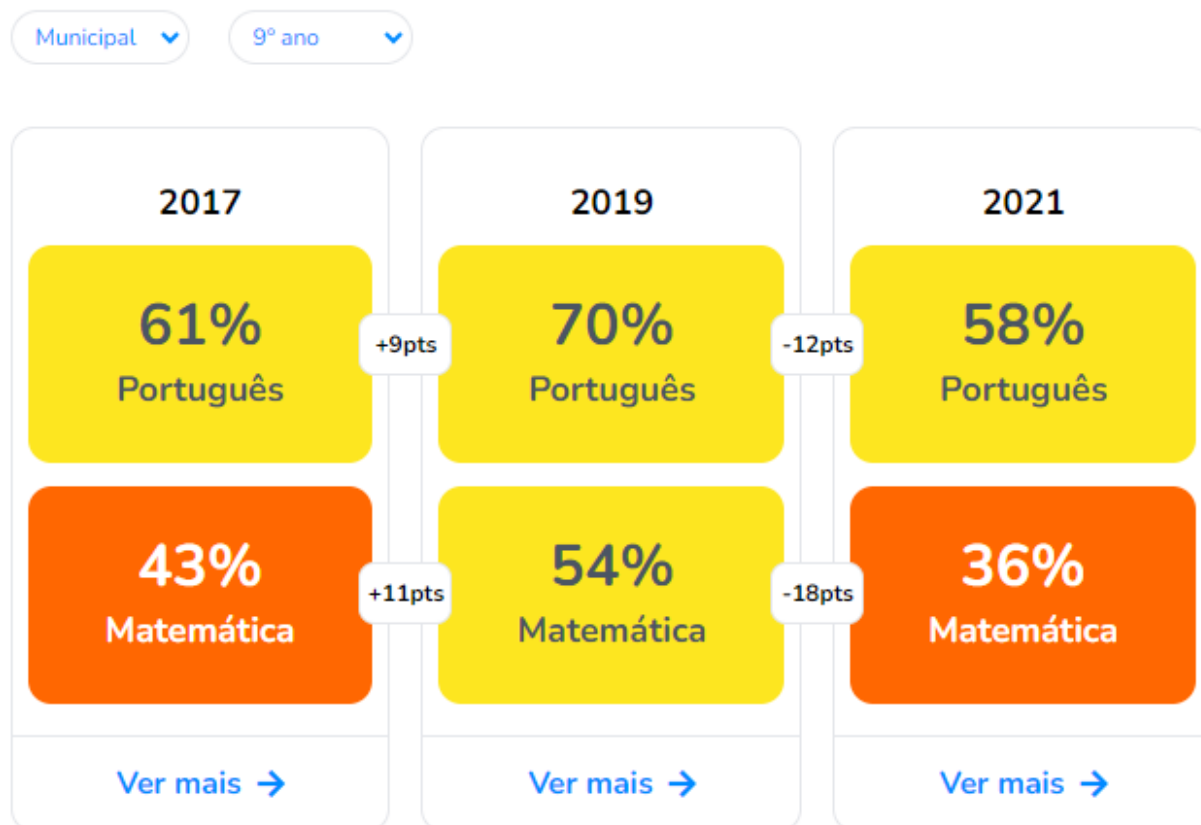 Municipal
9º ano
2017
61%
Português
43%
Matemática
Ver mais →
+9pts
+11pts
2019
70%
Português
54%
Matemática
Ver mais →
-12pts
-18pts
2021
58%
Português
36%
Matemática
Ver mais →